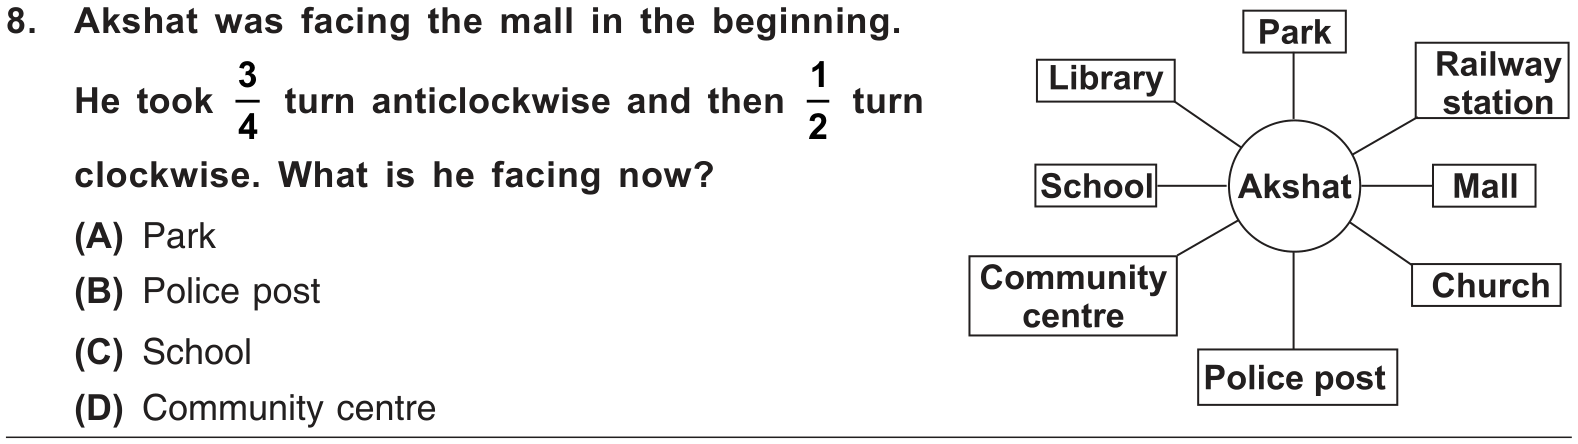 8. Akshat was facing the mall in the beginning.
He took 3/4 turn anticlockwise and then 1/2 turn
clockwise. What is he facing now?
(A) Park
(B) Police post
(C) School
(D) Community centre
Park
Library
Railway
station
School
Akshat
Mall
Community
centre
Church
Police post